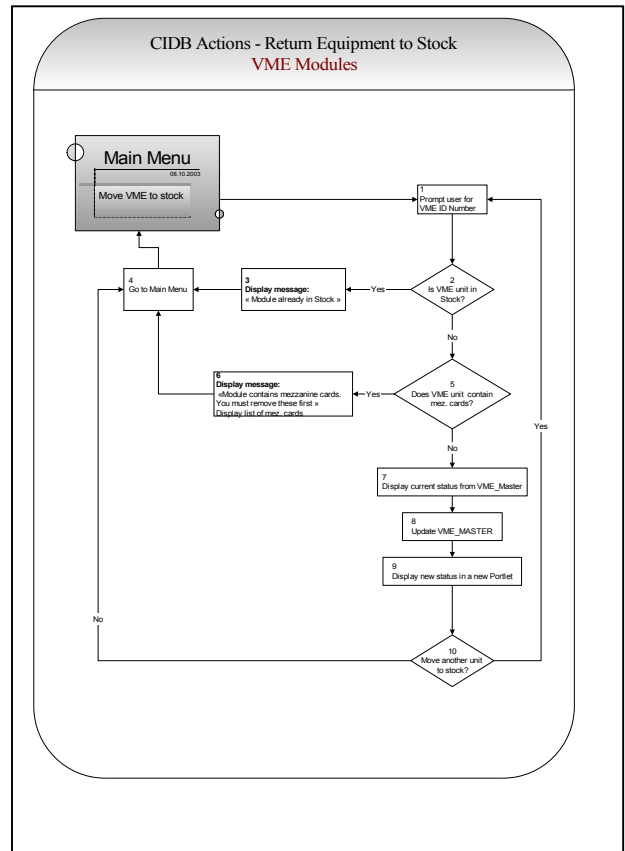 CIDB Actions - Return Equipment to Stock
VME Modules
Main Menu
08.10.2003
Move VME to stock
1
Prompt user for
VME ID Number
2
Is VME unit in
Stock?
Yes
3
Display message:
« Module already in Stock »
4
Go to Main Menu
No
5
Does VME unit contain
mez. cards?
Yes
6
Display message:
«Module contains mezzanine cards.
You must remove these first »
Display list of mez. cards
No
7
Display current status from VME_Master
8
Update VME_MASTER
9
Display new status in a new Portlet
10
Move another unit
to stock?
No
Yes